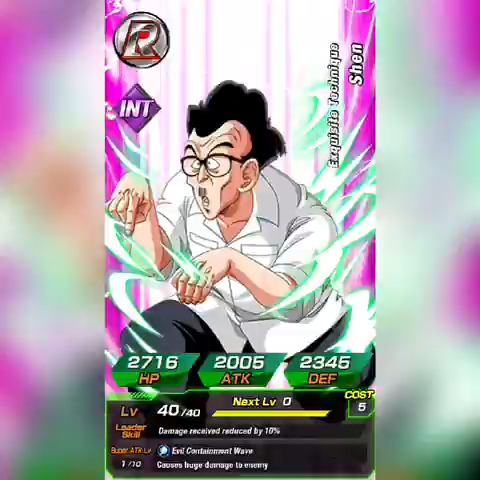 R
INT
Exquisite Technique
Shen
2716
HP
2005
ATK
2345
DEF
COST
5
Lv 40/40 Next Lv 0
Leader Skill
Damage received reduced by 10%
Super ATK Lv
1/10
Evil Containment Wave
Causes huge damage to enemy